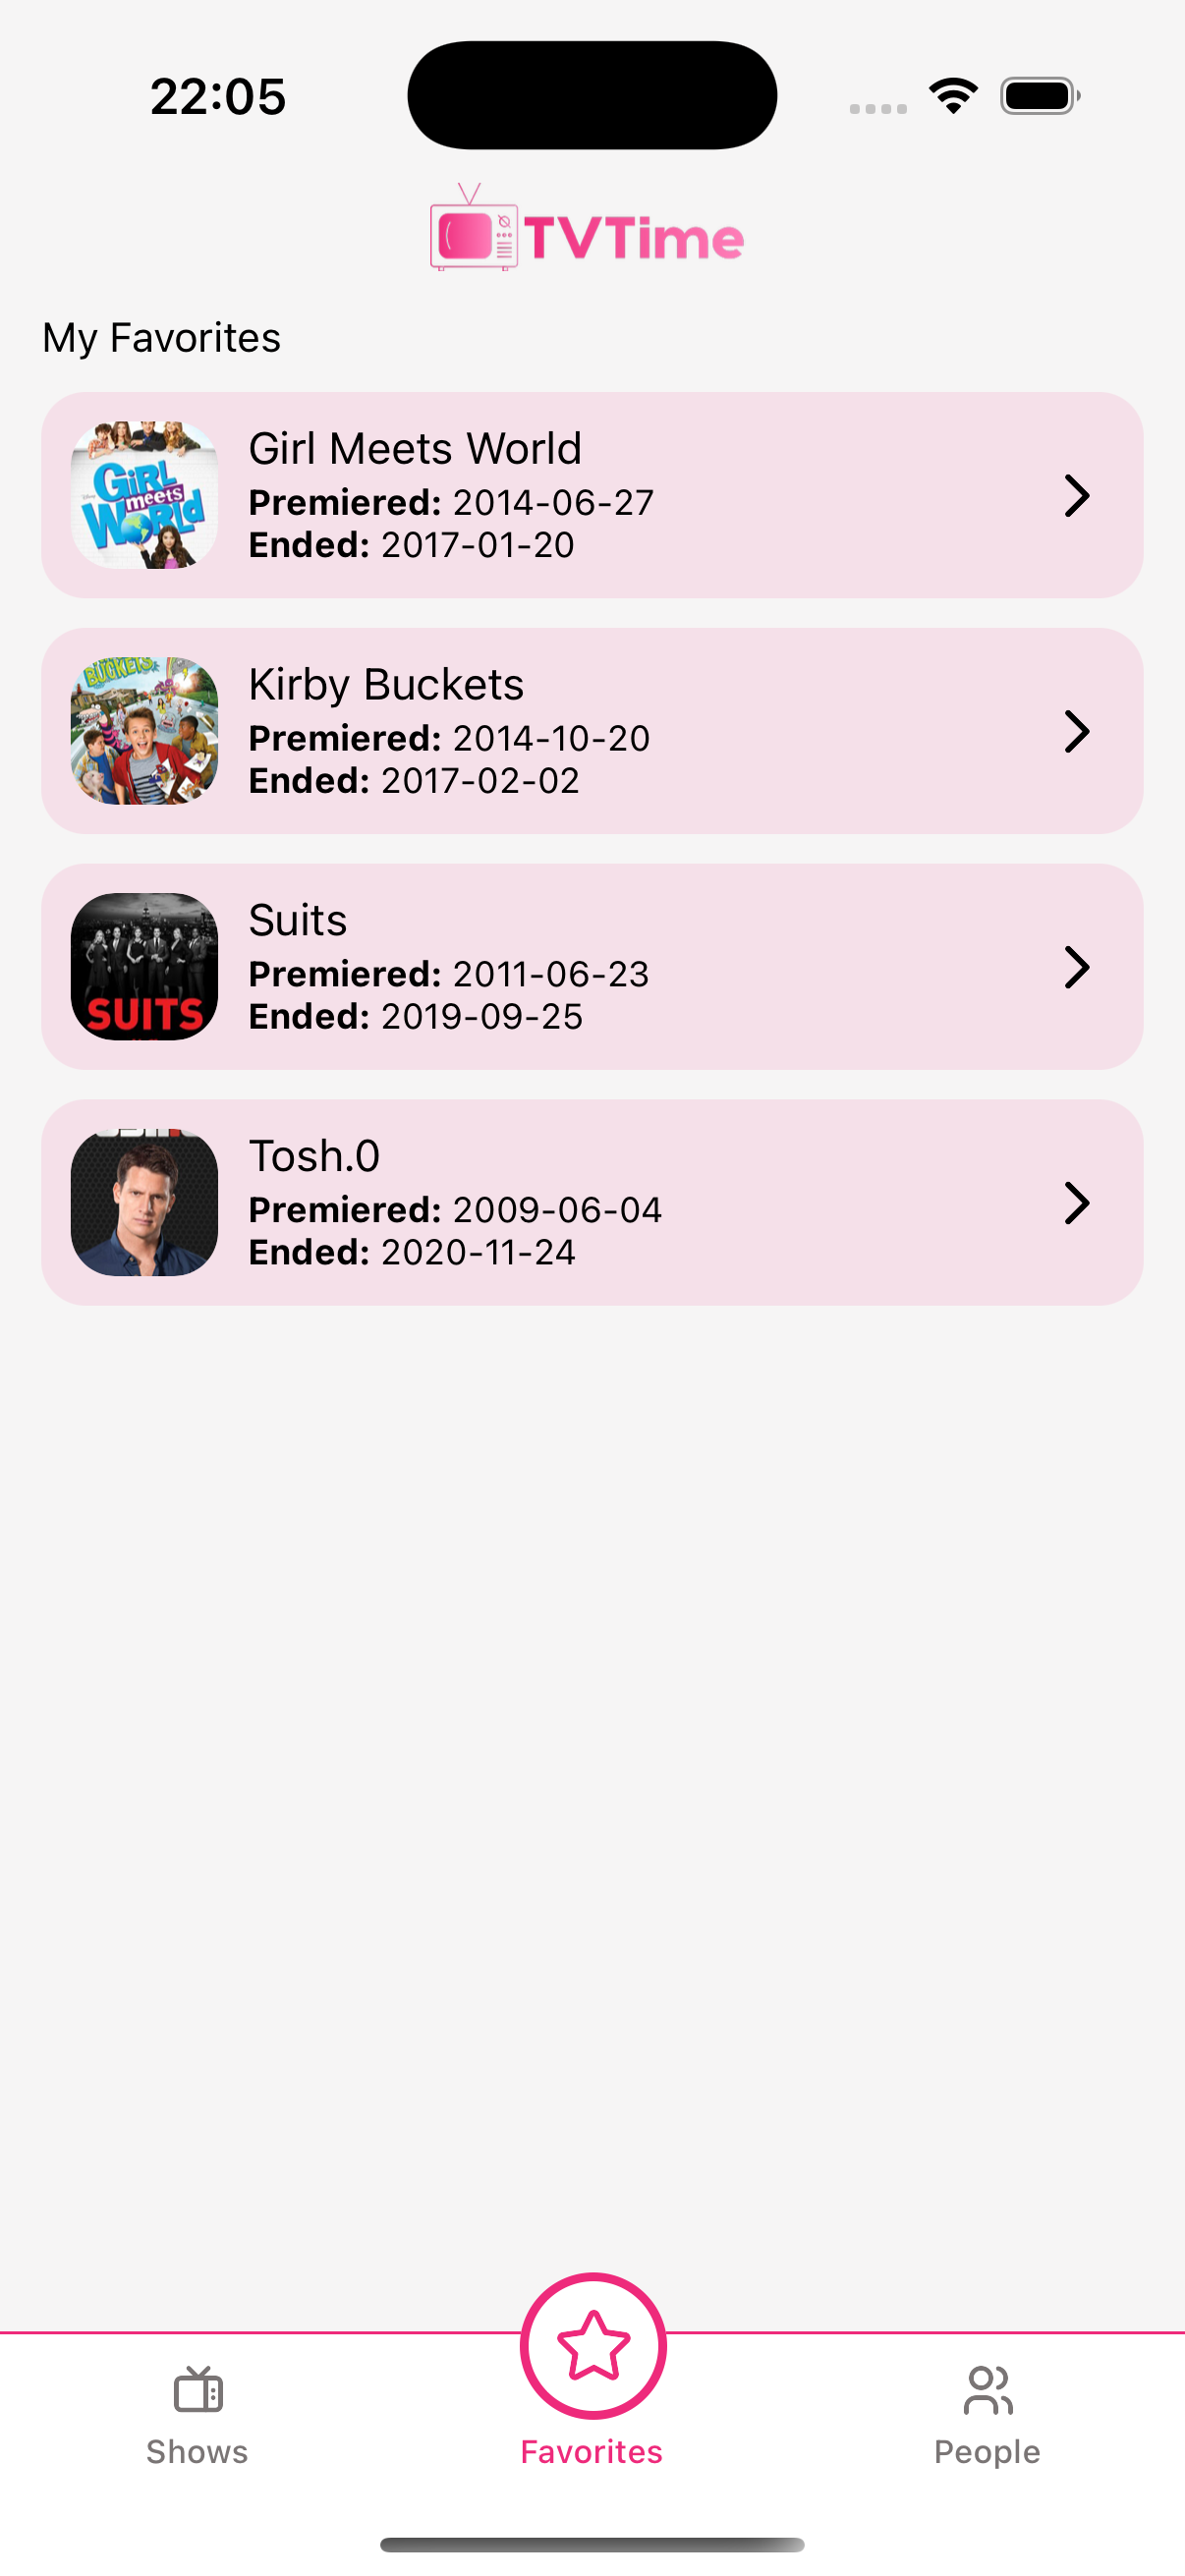 22:05
TVTime
My Favorites
GiRL
meets
WoRLd
Girl Meets World
Premiered: 2014-06-27
Ended: 2017-01-20
BUCKETS
Kirby Buckets
Premiered: 2014-10-20
Ended: 2017-02-02
SUITS
Suits
Premiered: 2011-06-23
Ended: 2019-09-25
Tosh.0
Premiered: 2009-06-04
Ended: 2020-11-24
Shows
Favorites
People